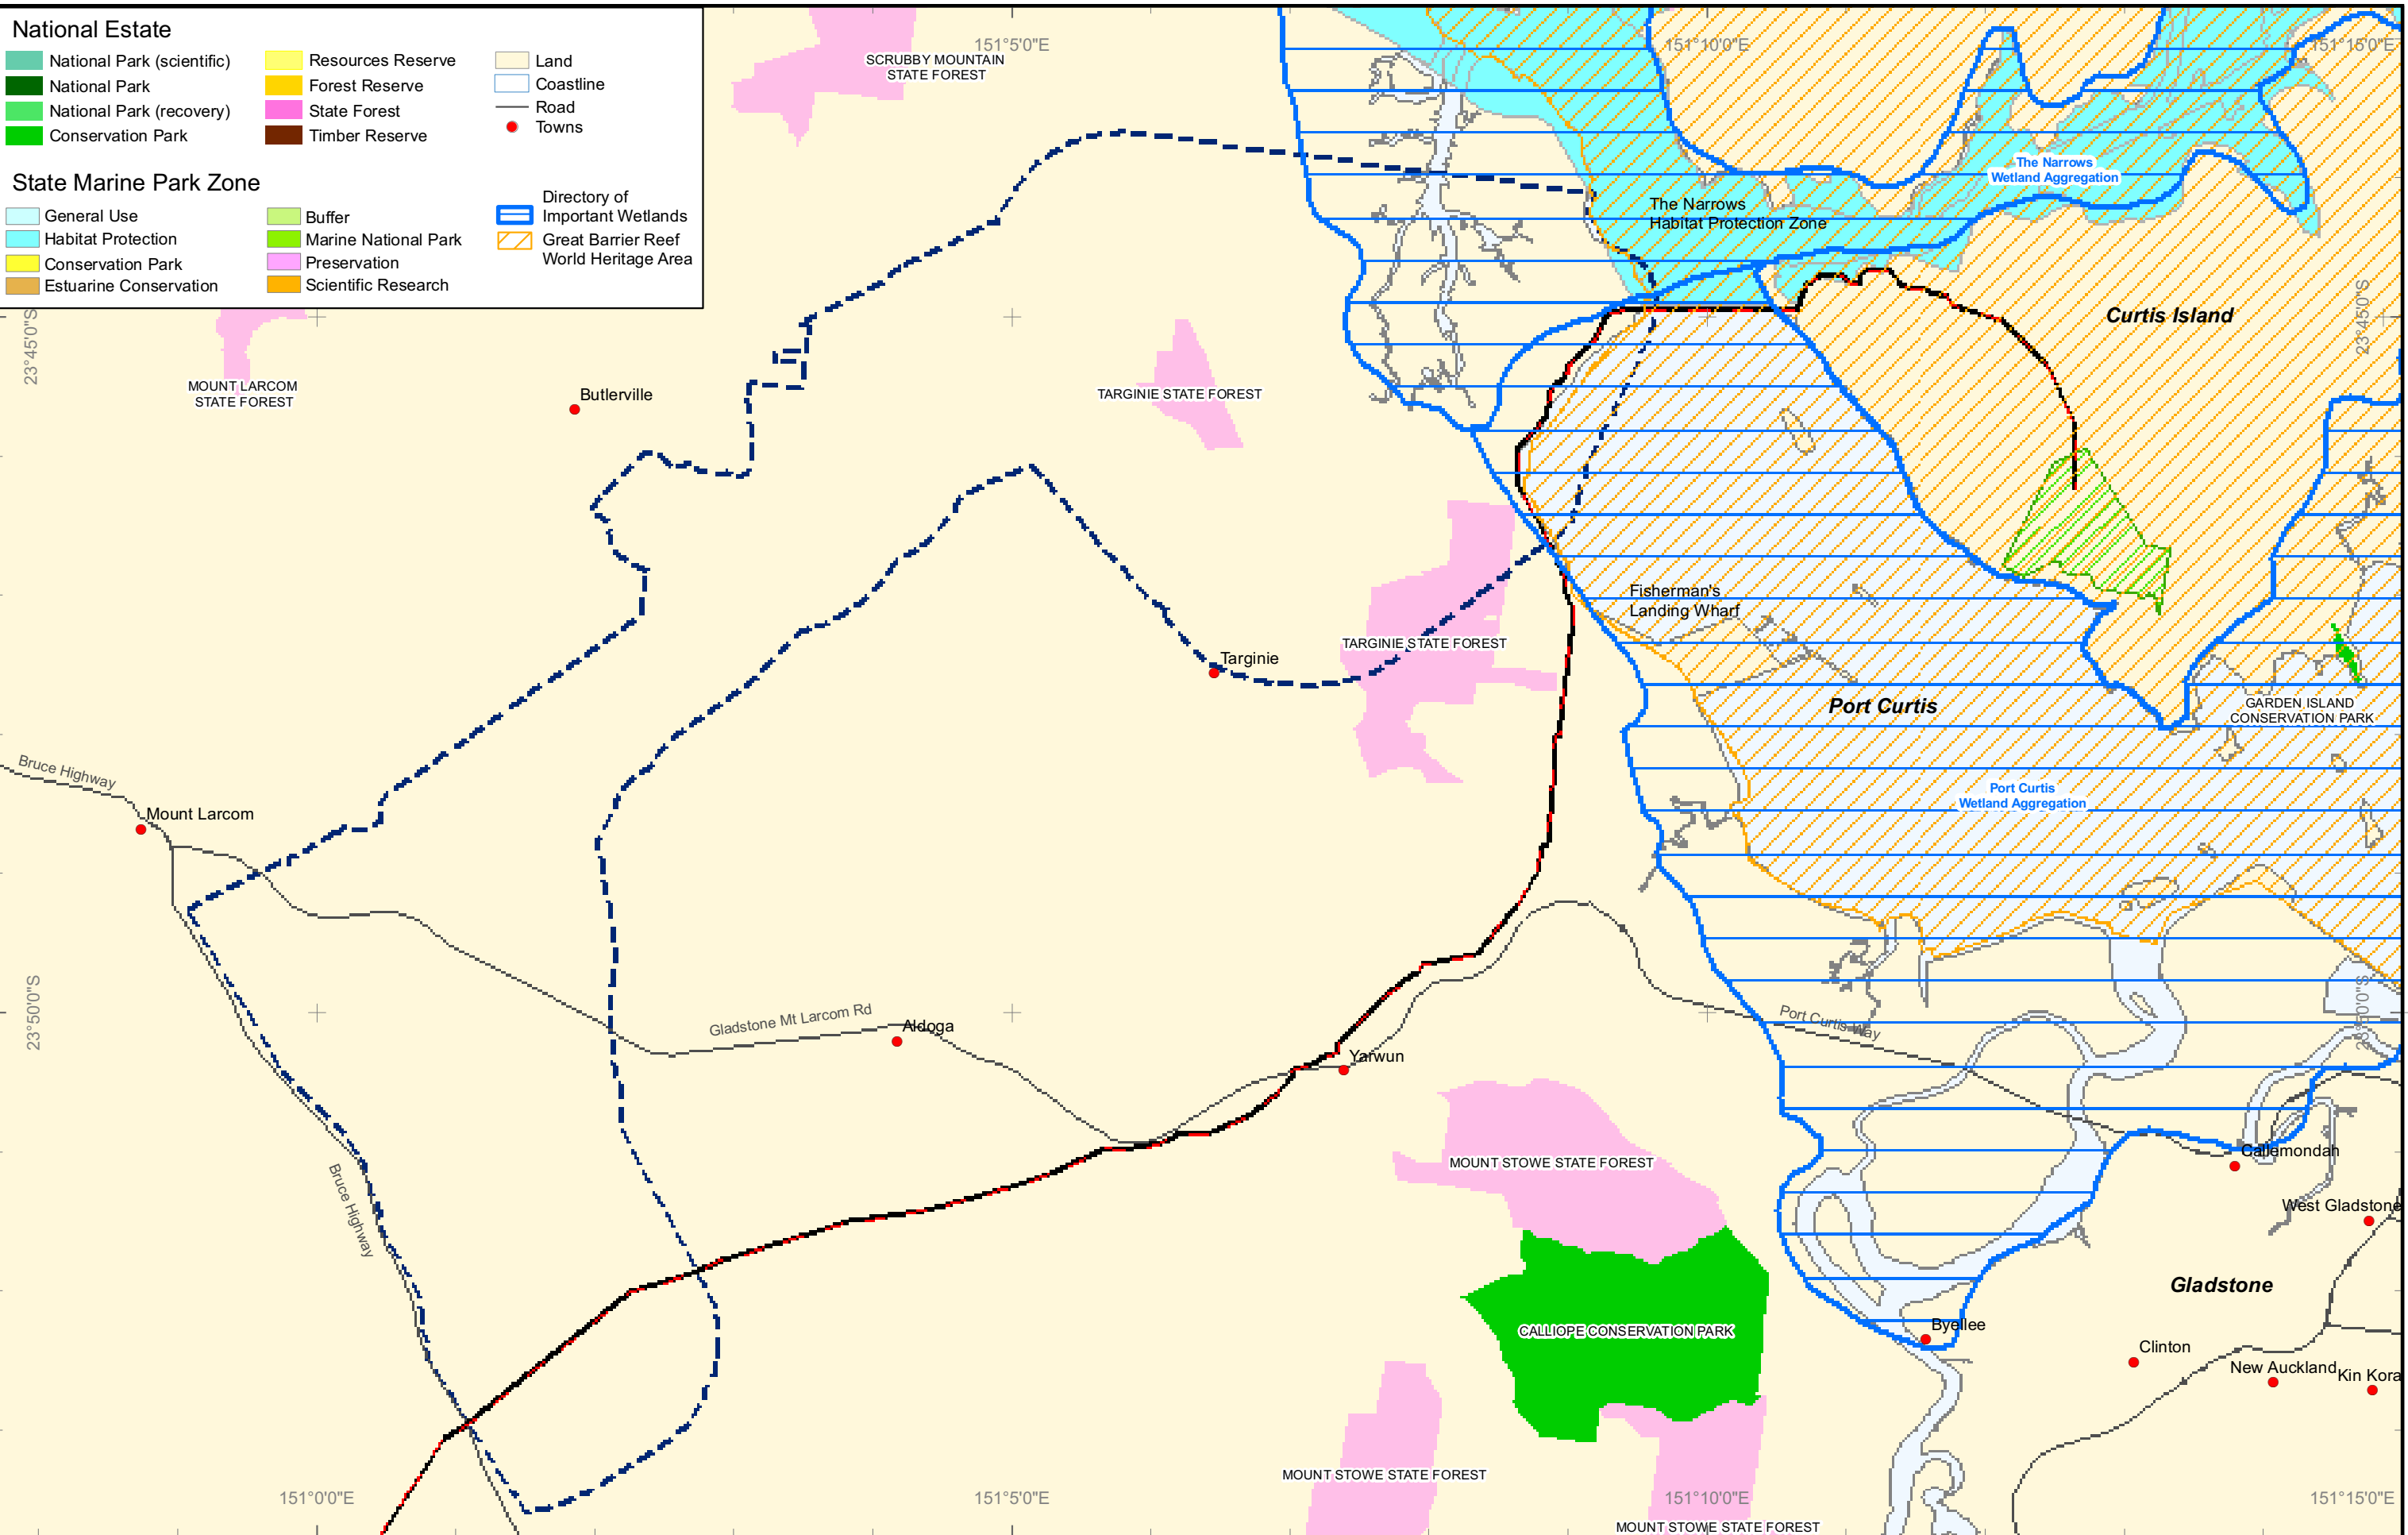 National Estate
National Park (scientific)
National Park
National Park (recovery)
Conservation Park
Resources Reserve
Forest Reserve
State Forest
Timber Reserve
Land
Coastline
Road
Towns
State Marine Park Zone
General Use
Habitat Protection
Conservation Park
Estuarine Conservation
Buffer
Marine National Park
Preservation
Scientific Research
Directory of
Important Wetlands
Great Barrier Reef
World Heritage Area
151°5'0"E
151°10'0"E
151°15'0"E
SCRUBBY MOUNTAIN
STATE FOREST
The Narrows
Wetland Aggregation
The Narrows
Habitat Protection Zone
Curtis Island
23°45'0"S
23°45'0"S
MOUNT LARCOM
STATE FOREST
Butlerville
TARGINIE STATE FOREST
Fisherman's
Landing Wharf
TARGINIE STATE FOREST
Targinie
Port Curtis
GARDEN ISLAND
CONSERVATION PARK
Bruce Highway
Port Curtis
Wetland Aggregation
Mount Larcom
23°50'0"S
23°50'0"S
Gladstone Mt Larcom Rd
Aldoga
Port Curtis Way
Yarwun
Callemondah
MOUNT STOWE STATE FOREST
Bruce Highway
West Gladstone
Gladstone
CALLIOPE CONSERVATION PARK
Byellee
Clinton
New Auckland
Kin Kora
MOUNT STOWE STATE FOREST
151°0'0"E
151°5'0"E
151°10'0"E
151°15'0"E
MOUNT STOWE STATE FOREST